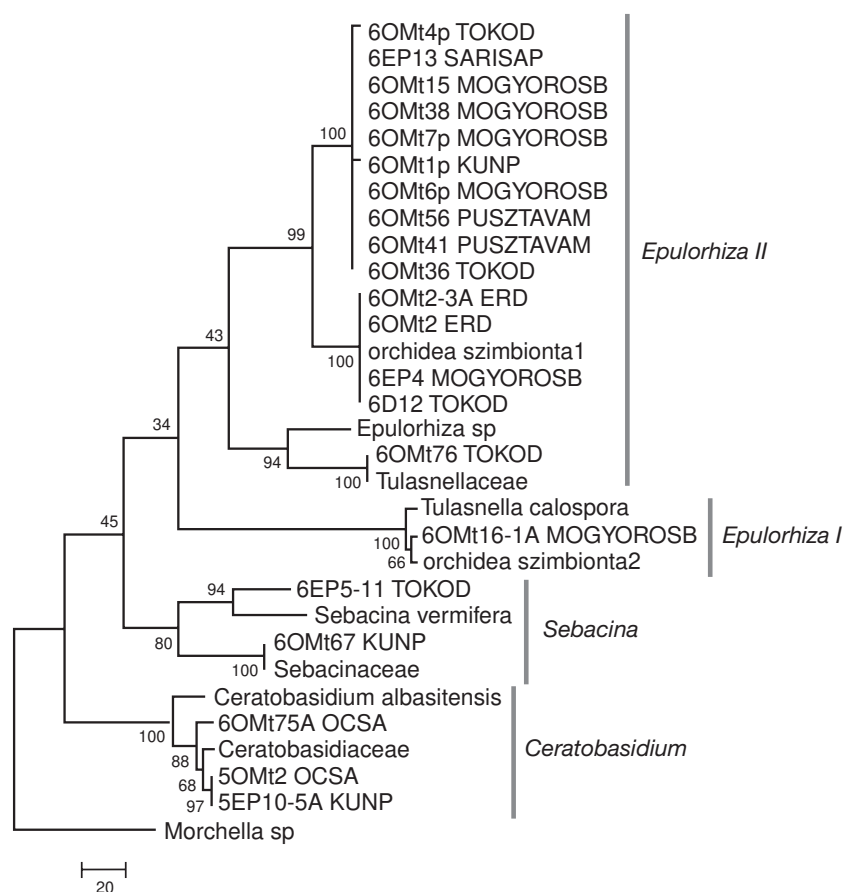 6OMt4p TOKOD
6EP13 SARISAP
6OMt15 MOGYOROSB
6OMt38 MOGYOROSB
6OMt7p MOGYOROSB
100
6OMt1p KUNP
6OMt6p MOGYOROSB
6OMt56 PUSZTAVAM
99
6OMt41 PUSZTAVAM
Epulorhiza II
6OMt36 TOKOD
6OMt2-3A ERD
6OMt2 ERD
43
orchidea szimbionta1
100
6EP4 MOGYOROSB
6D12 TOKOD
34
Epulorhiza sp
94
6OMt76 TOKOD
100
Tulasnellaceae
Tulasnella calospora
45
100
6OMt16-1A MOGYOROSB
Epulorhiza I
66
orchidea szimbionta2
94
6EP5-11 TOKOD
Sebacina vermifera
Sebacina
80
6OMt67 KUNP
100
Sebacinaceae
Ceratobasidium albasitensis
100
6OMt75A OCSA
88
Ceratobasidiaceae
Ceratobasidium
68
5OMt2 OCSA
97
5EP10-5A KUNP
Morchella sp
20